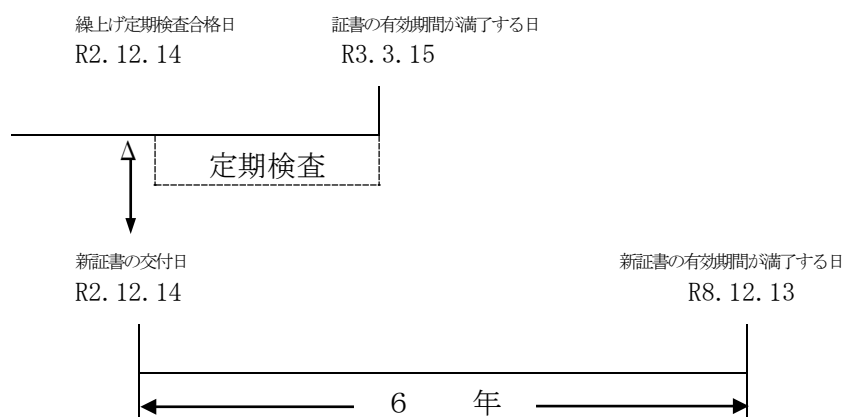 繰上げ定期検査合格日 証書の有効期間が満了する日
R2.12.14 R3.3.15
定期検査
新証書の交付日 新証書の有効期間が満了する日
R2.12.14 R8.12.13
6 年